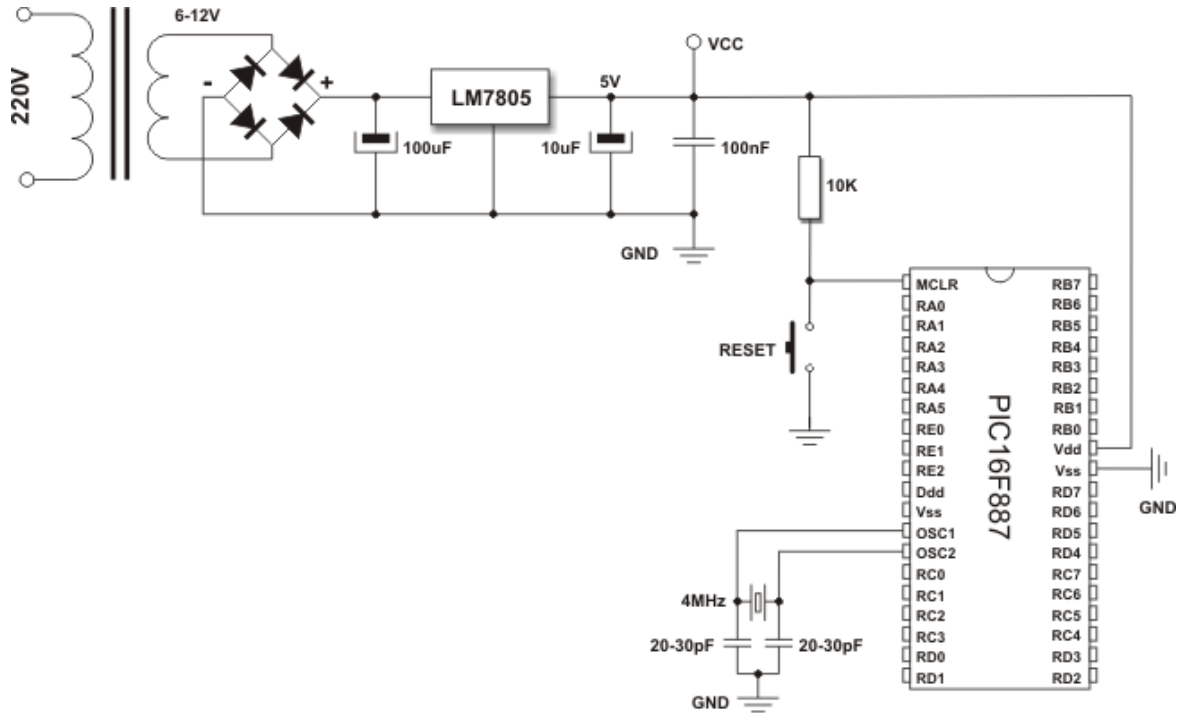 6-12V
220V
-
+
LM7805
5V
VCC
100uF
10uF
100nF
10K
GND
RESET
PIC16F887
MCLR
RA0
RA1
RA2
RA3
RA4
RA5
RE0
RE1
RE2
Ddd
Vss
OSC1
OSC2
RC0
RC1
RC2
RC3
RD0
RD1
RB7
RB6
RB5
RB4
RB3
RB2
RB1
RB0
Vdd
Vss
RD7
RD6
RD5
RD4
RC7
RC6
RC5
RC4
RD3
RD2
GND
4MHz
20-30pF
20-30pF
GND